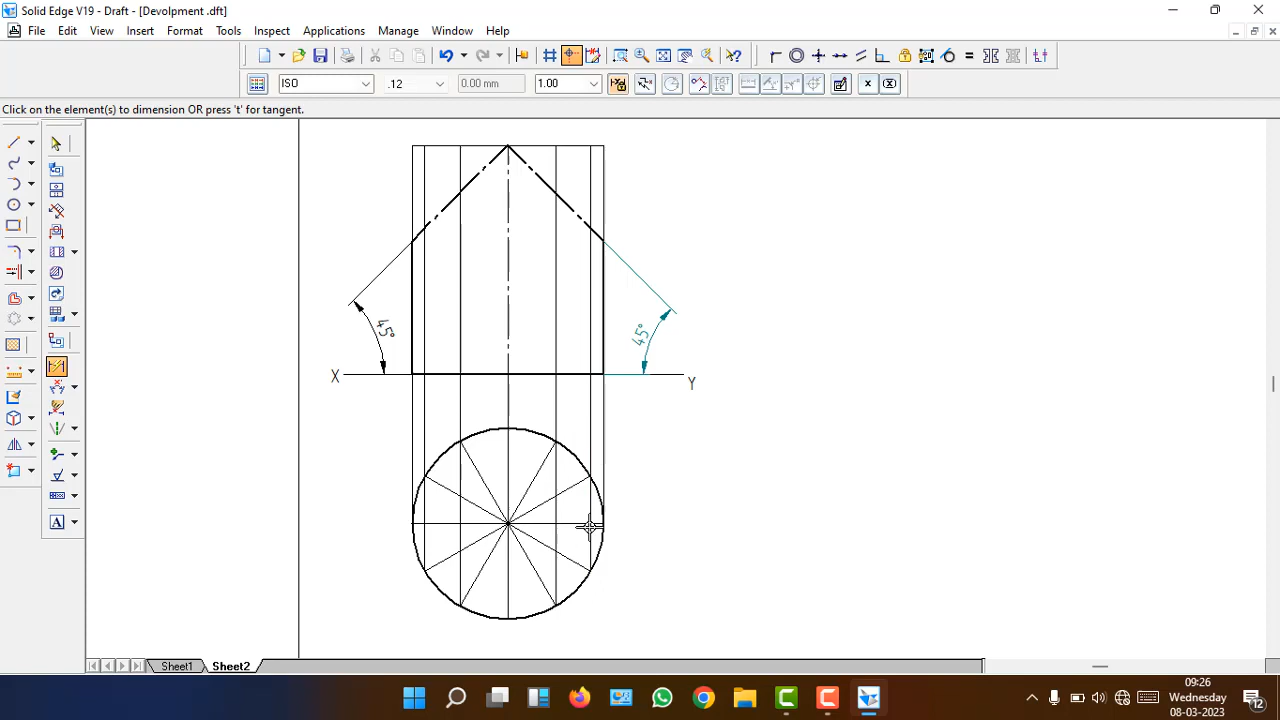 Solid Edge V19 - Draft - [Devolpment .dft]
File Edit View Insert Format Tools Inspect Applications Manage Window Help
ISO .12 0.00 mm 1.00
Click on the element(s) to dimension OR press 't' for tangent.
45° 45°
X Y
A
Sheet1 Sheet2
09:26
Wednesday
08-03-2023
12